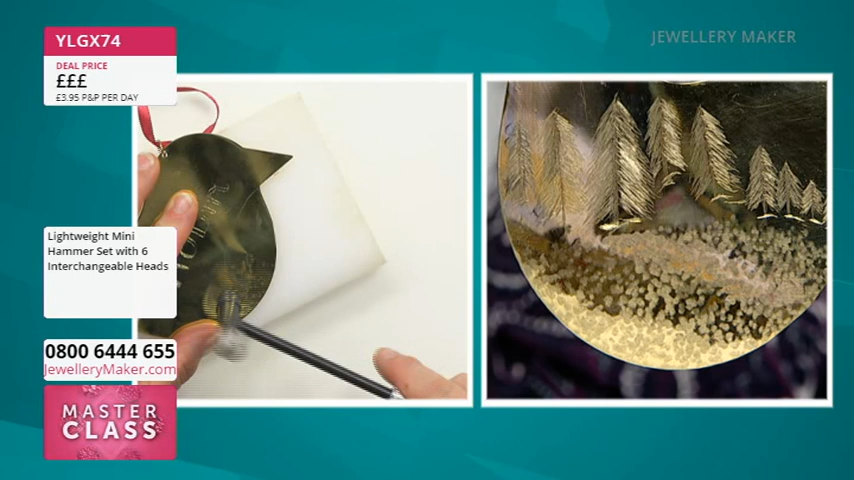 YLGX74
DEAL PRICE
£££
£3.95 P&P PER DAY
JEWELLERY MAKER
Lightweight Mini
Hammer Set with 6
Interchangeable Heads
0800 6444 655
JewelleryMaker.com
MASTER
CLASS